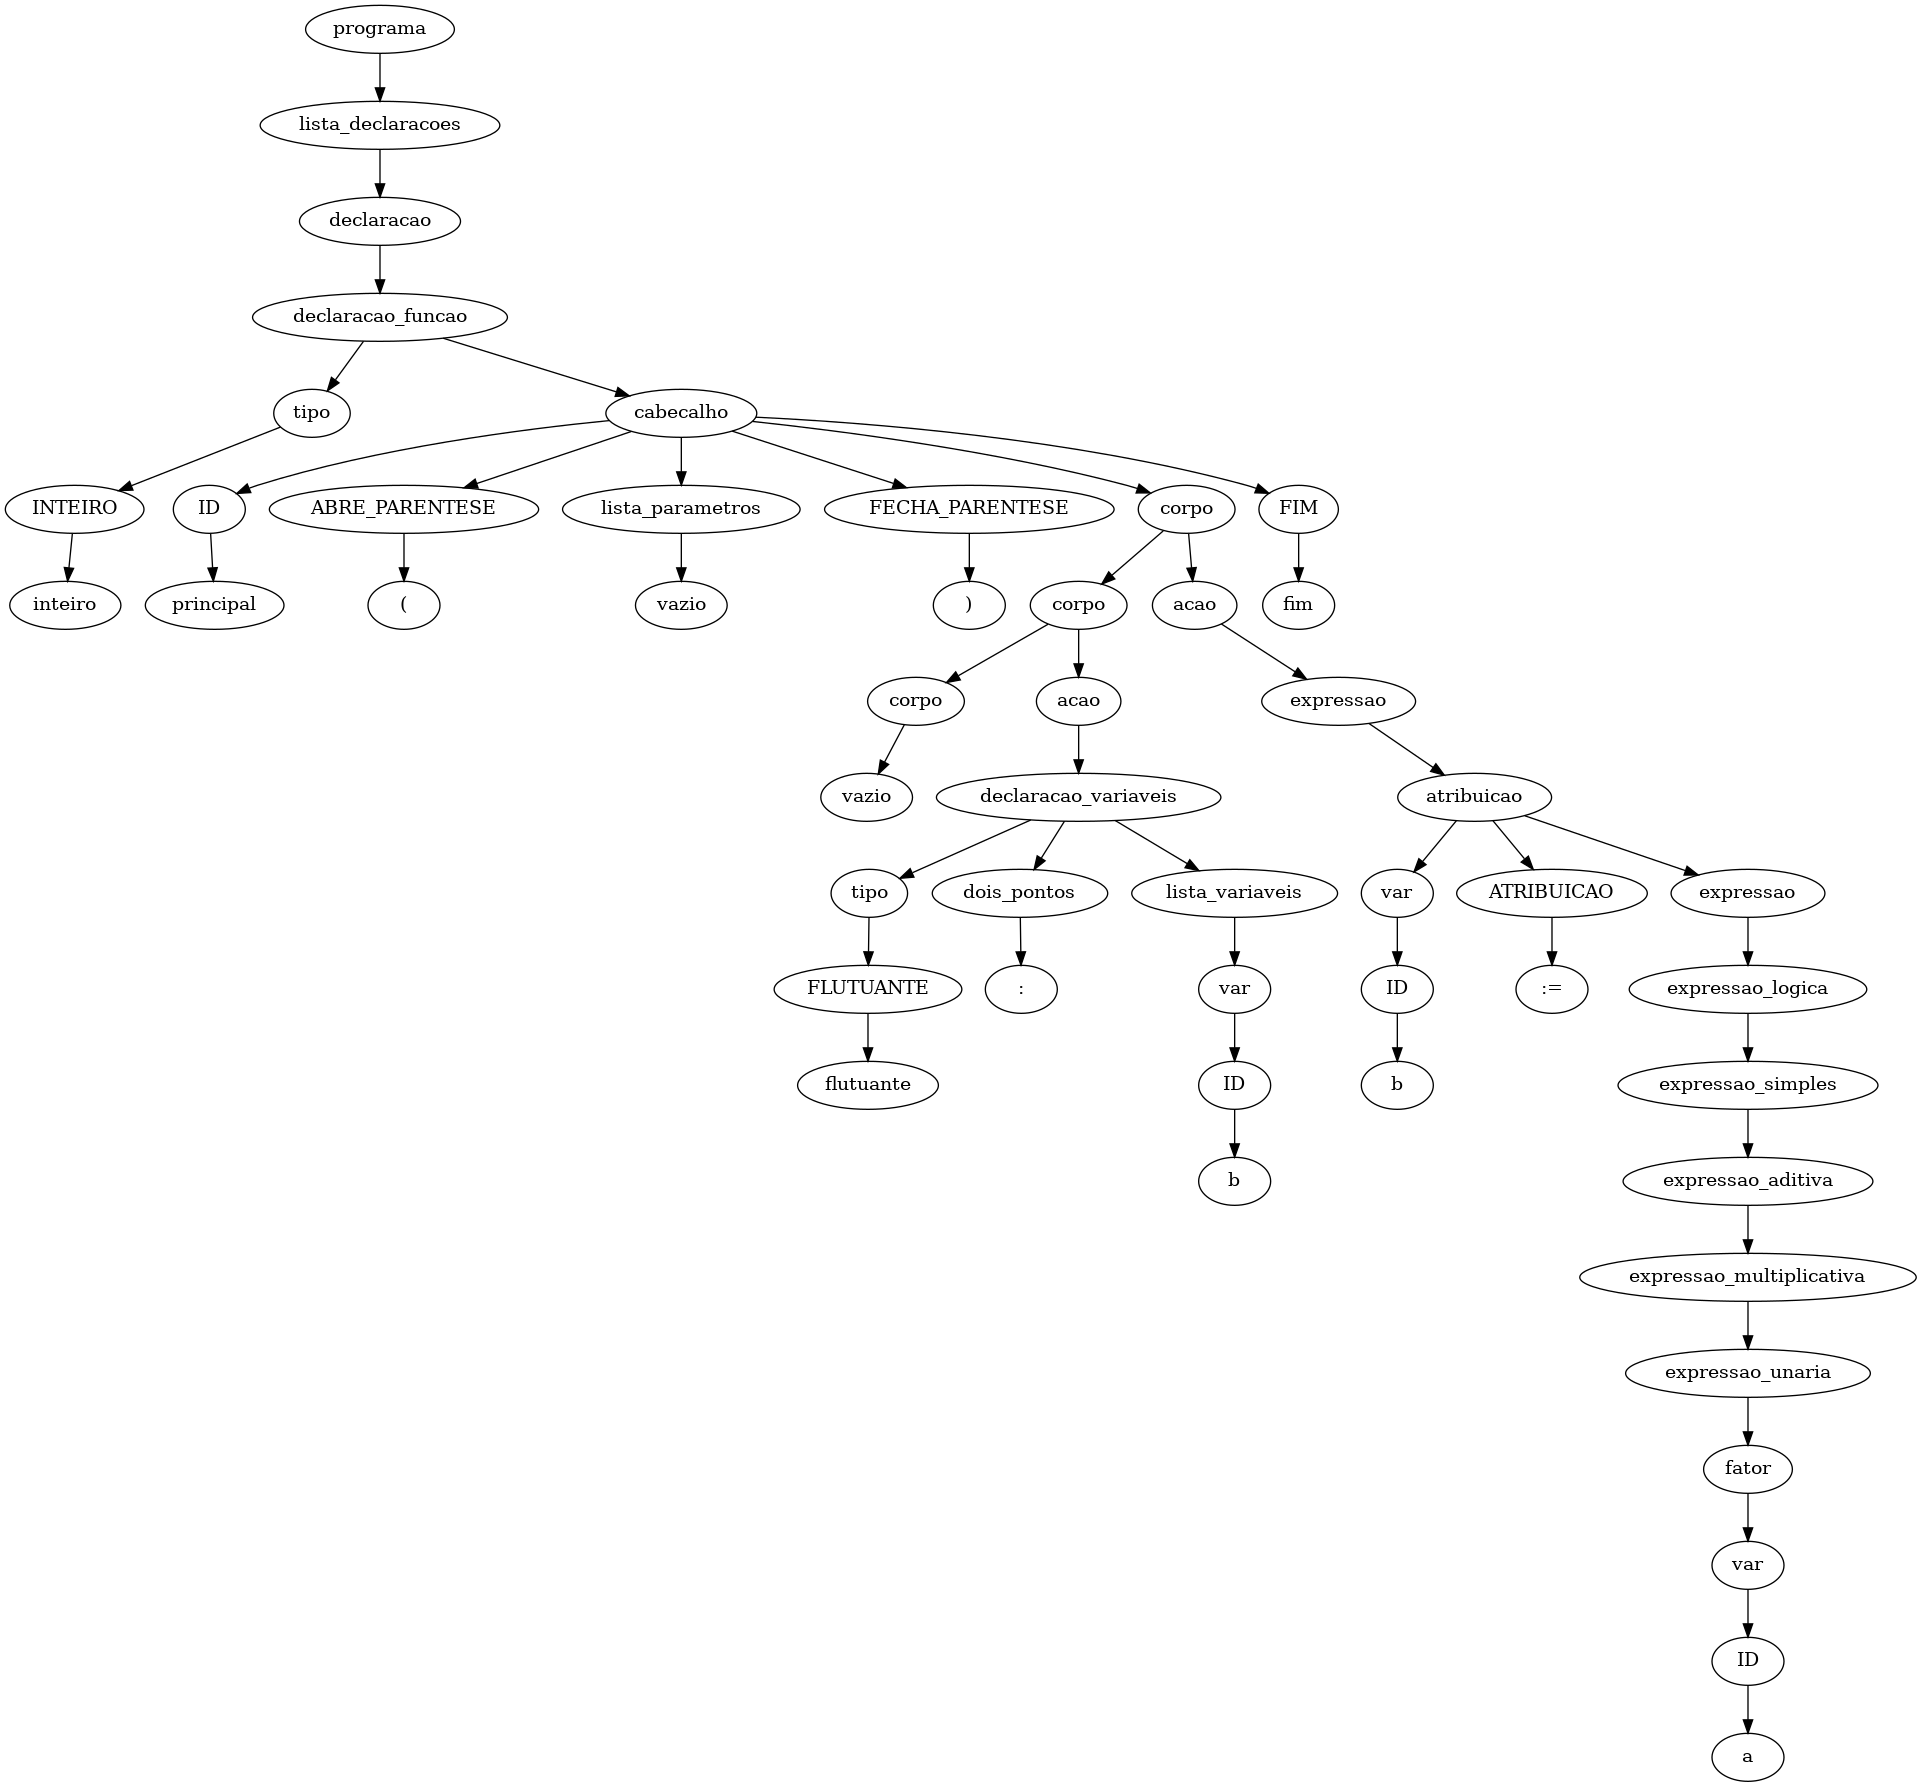 programa
lista_declaracoes
declaracao
declaracao_funcao
tipo cabecalho
INTEIRO ID ABRE_PARENTESE lista_parametros FECHA_PARENTESE corpo FIM
inteiro principal ( vazio ) corpo acao fim
corpo acao expressao
vazio declaracao_variaveis atribuicao
tipo dois_pontos lista_variaveis var ATRIBUICAO expressao
FLUTUANTE : var ID := expressao_logica
flutuante ID b expressao_simples
b expressao_aditiva
expressao_multiplicativa
expressao_unaria
fator
var
ID
a